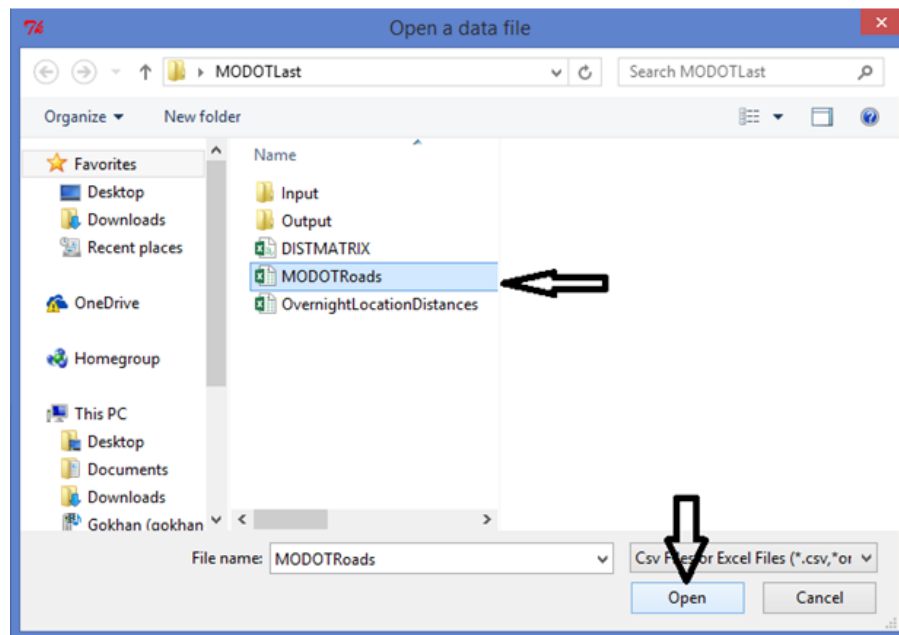 76 Open a data file
MODOTLast
Search MODOTLast
Organize New folder
Favorites
Desktop
Downloads
Recent places
OneDrive
Homegroup
This PC
Desktop
Documents
Downloads
Gokhan (gokhan
Name
Input
Output
DISTMATRIX
MODOTRoads
OvernightLocationDistances
File name: MODOTRoads
Csv Files or Excel Files (*.csv,*or
Open Cancel